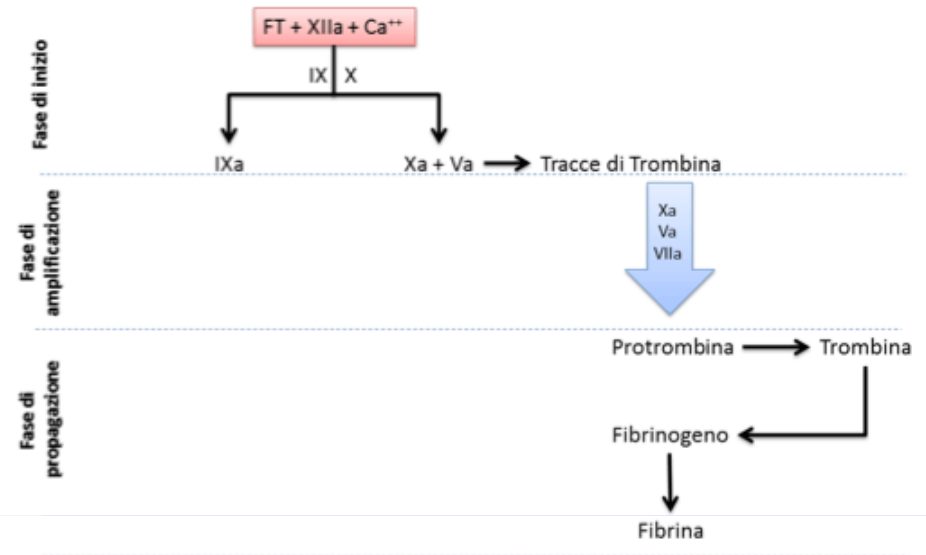 Fase di inizio
FT + XIIa + Ca⁺⁺
IX X
IXa
Xa + Va
Tracce di Trombina
Fase di
amplificazione
Xa
Va
VIIa
Fase di
propagazione
Protrombina
Trombina
Fibrinogeno
Fibrina